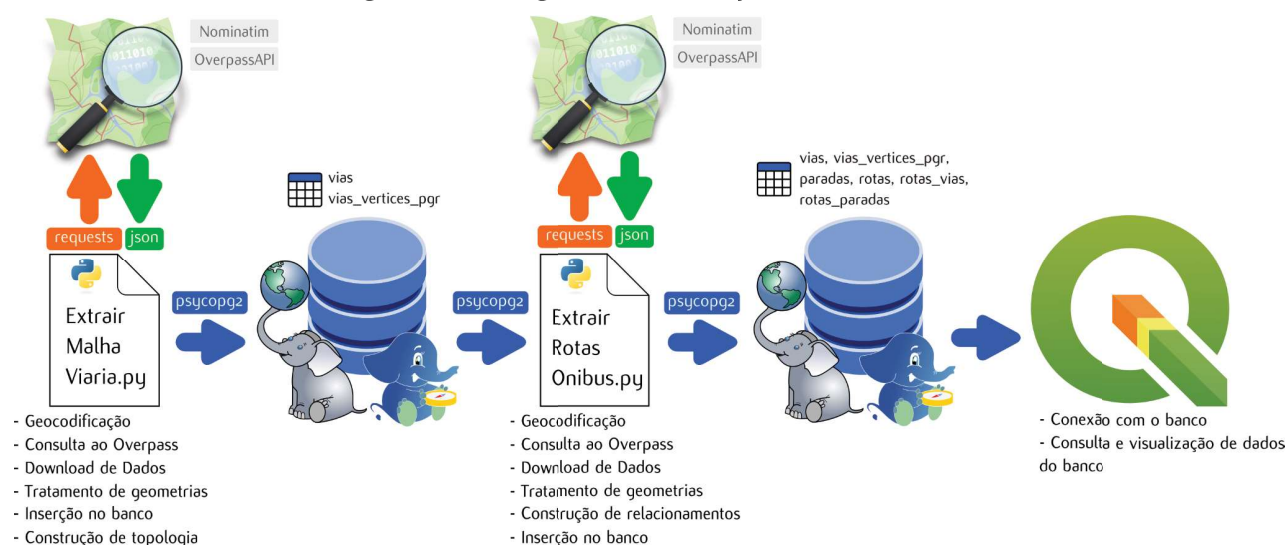 Nominatim
OverpassAPI
requests
json
Extrair
Malha
Viaria.py
- Geocodificação
- Consulta ao Overpass
- Download de Dados
- Tratamento de geometrias
- Inserção no banco
- Construção de topologia
psycopg2
vias
vias_vertices_pgr
psycopg2
Nominatim
OverpassAPI
requests
json
Extrair
Rotas
Onibus.py
- Geocodificação
- Consulta ao Overpass
- Download de Dados
- Tratamento de geometrias
- Construção de relacionamentos
- Inserção no banco
psycopg2
vias, vias_vertices_pgr,
paradas, rotas, rotas_vias,
rotas_paradas
- Conexão com o banco
- Consulta e visualização de dados
do banco